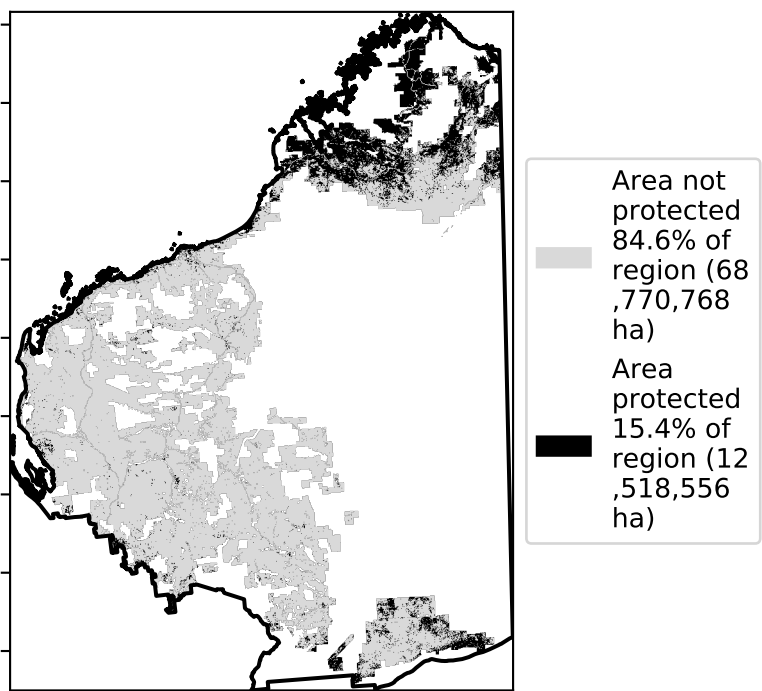 Area not
protected
84.6% of
region (68
,770,768
ha)
Area
protected
15.4% of
region (12
,518,556
ha)